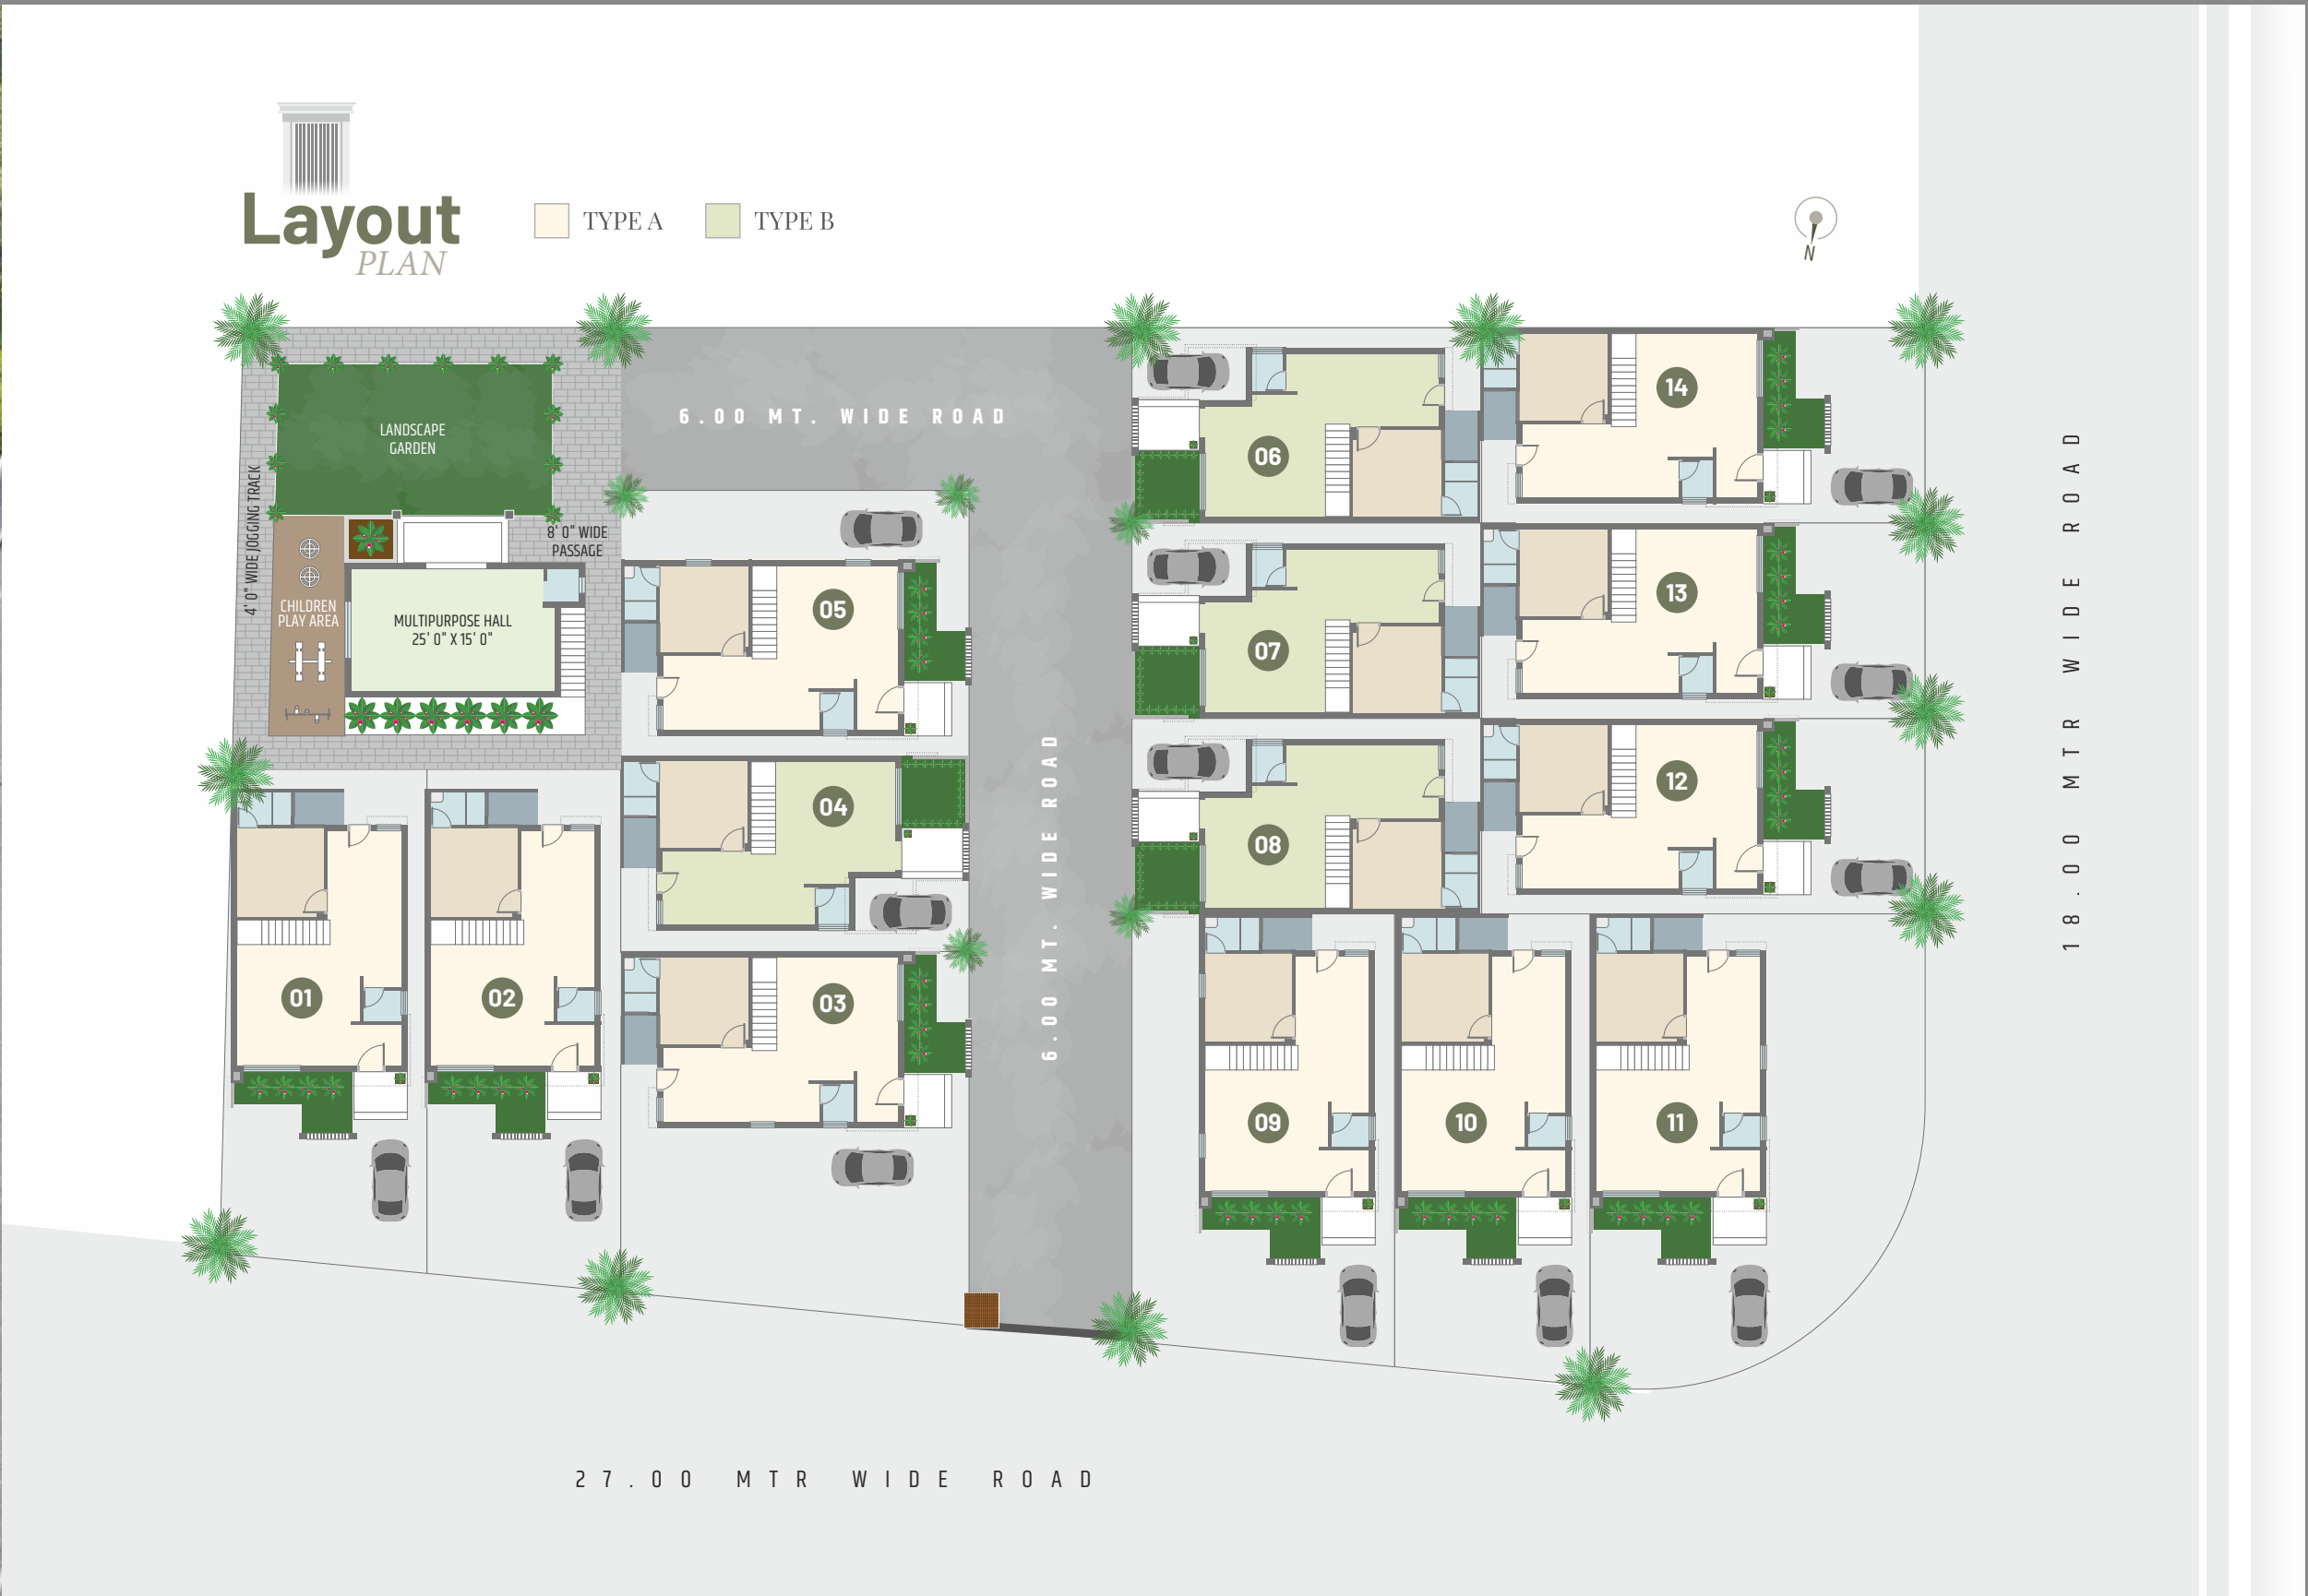 Layout
PLAN
TYPE A
TYPE B
N
6.00 MT. WIDE ROAD
LANDSCAPE
GARDEN
4' 0" WIDE JOGGING TRACK
8' 0" WIDE
PASSAGE
CHILDREN
PLAY AREA
MULTIPURPOSE HALL
25' 0" X 15' 0"
05
04
03
01
02
6.00 MT. WIDE ROAD
06
07
08
14
13
12
09
10
11
18.00 MTR WIDE ROAD
27.00 MTR WIDE ROAD